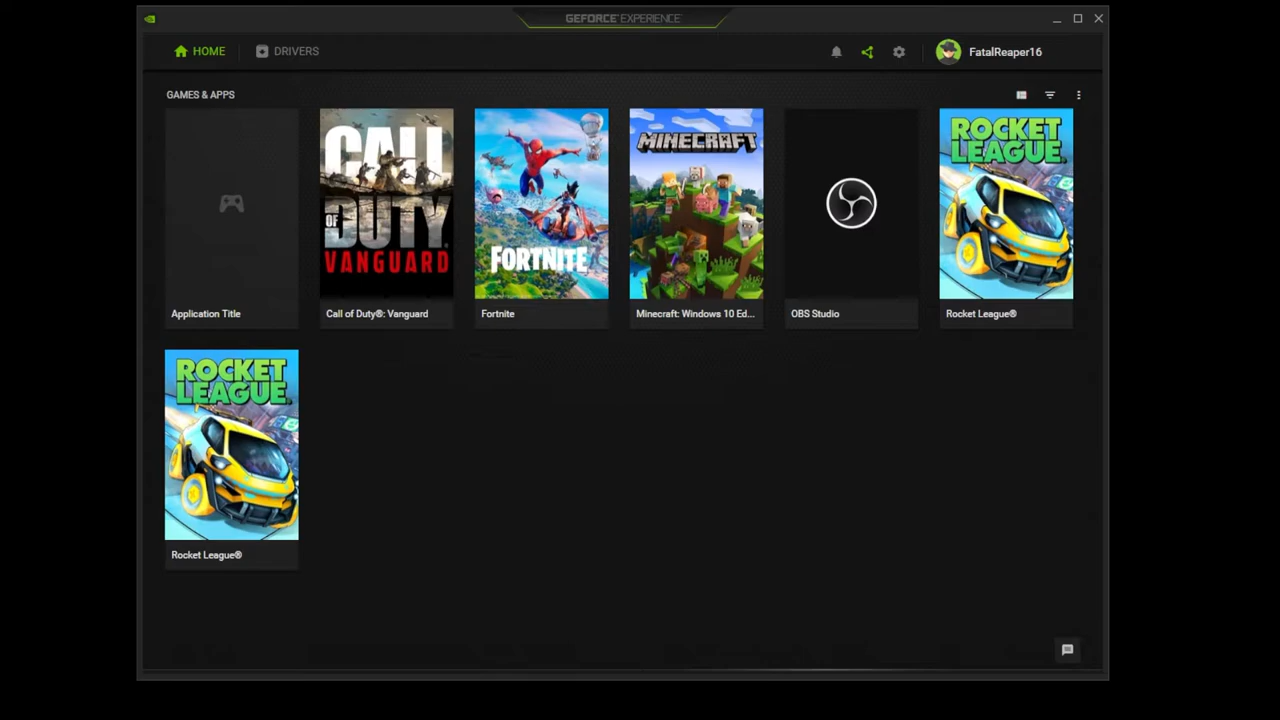 GEFORCE EXPERIENCE
HOME
DRIVERS
FatalReaper16
GAMES & APPS
CALL
OF DUTY
VANGUARD
FORTNITE
MINECRAFT
ROCKET
LEAGUE
Application Title
Call of Duty®: Vanguard
Fortnite
Minecraft: Windows 10 Ed...
OBS Studio
Rocket League®
ROCKET
LEAGUE
Rocket League®